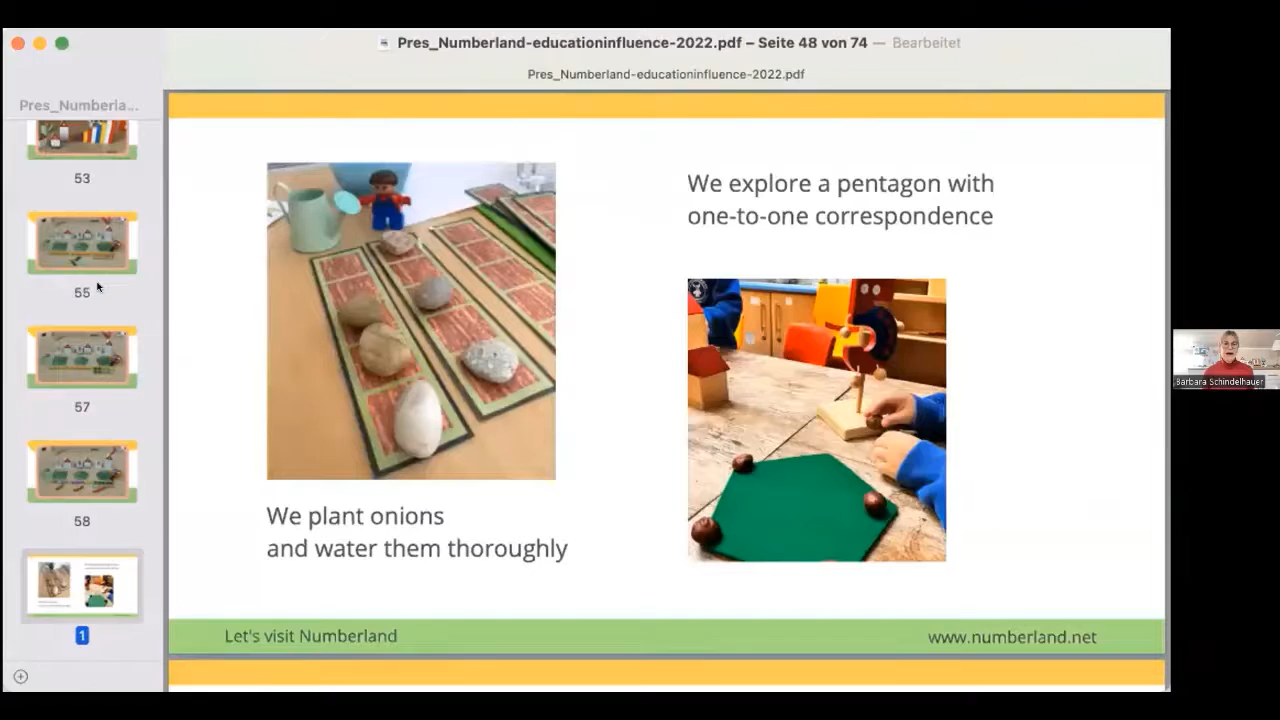 Pres_Numberland-educationinfluence-2022.pdf – Seite 48 von 74 — Bearbeitet
Pres_Numberland-educationinfluence-2022.pdf
Pres_Numberla...
53
55
57
58
1
We explore a pentagon with
one-to-one correspondence
We plant onions
and water them thoroughly
Let's visit Numberland
www.numberland.net
Barbara Schindelhauer